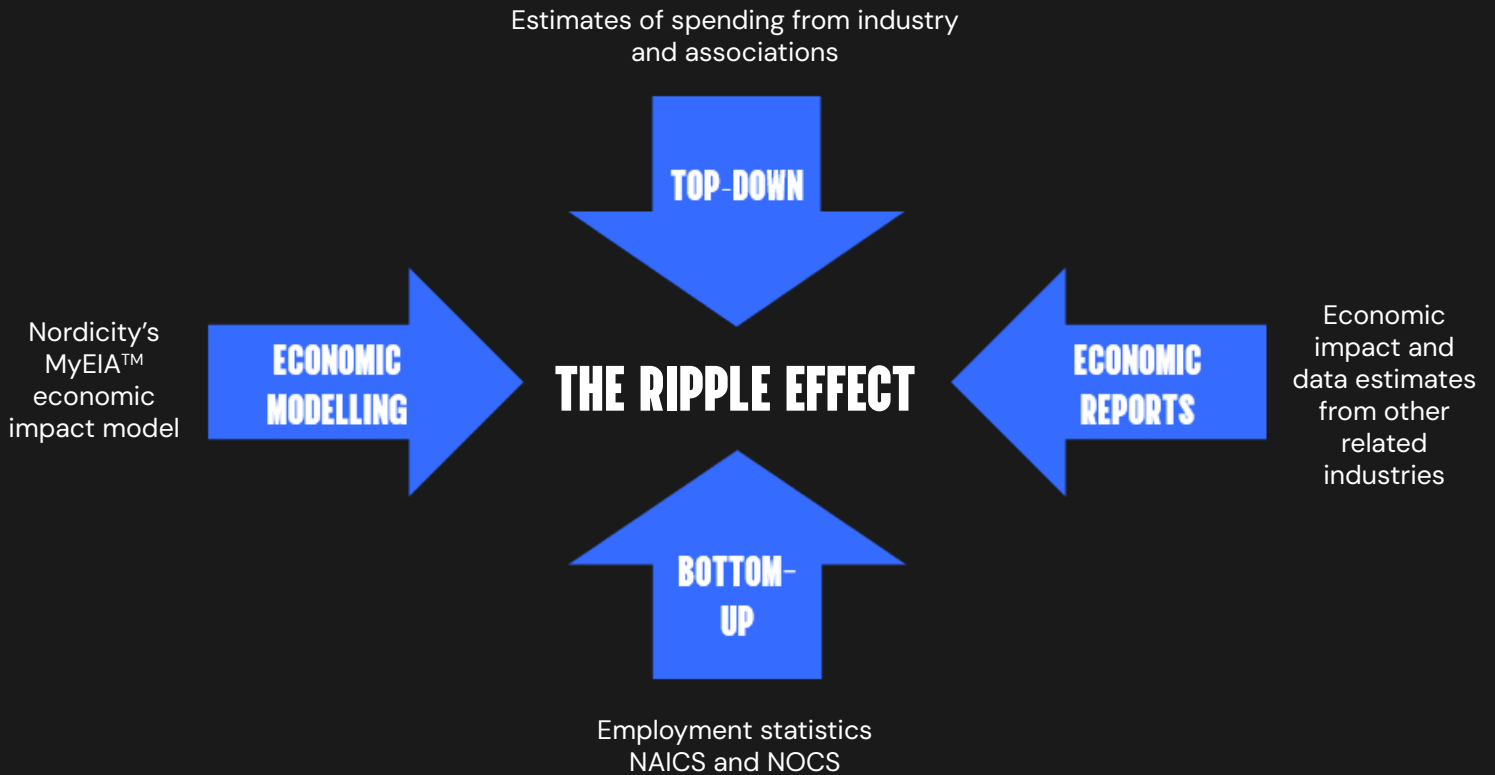 Estimates of spending from industry
and associations
TOP-DOWN
Nordicity’s
MyEIA™
economic
impact model
ECONOMIC
MODELLING
THE RIPPLE EFFECT
ECONOMIC
REPORTS
Economic
impact and
data estimates
from other
related
industries
BOTTOM-
UP
Employment statistics
NAICS and NOCS